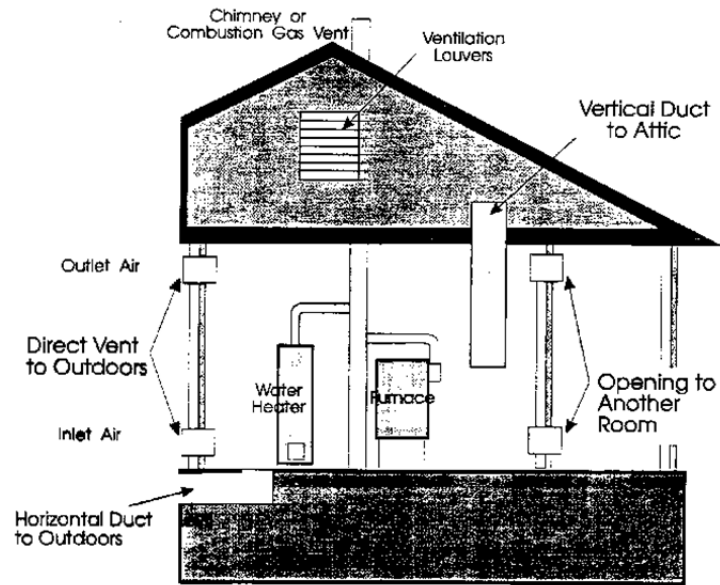 Chimney or
Combustion Gas Vent
Ventilation
Louvers
Vertical Duct
to Attic
Outlet Air
Direct Vent
to Outdoors
Water
Heater
Furnace
Opening to
Another
Room
Inlet Air
Horizontal Duct
to Outdoors